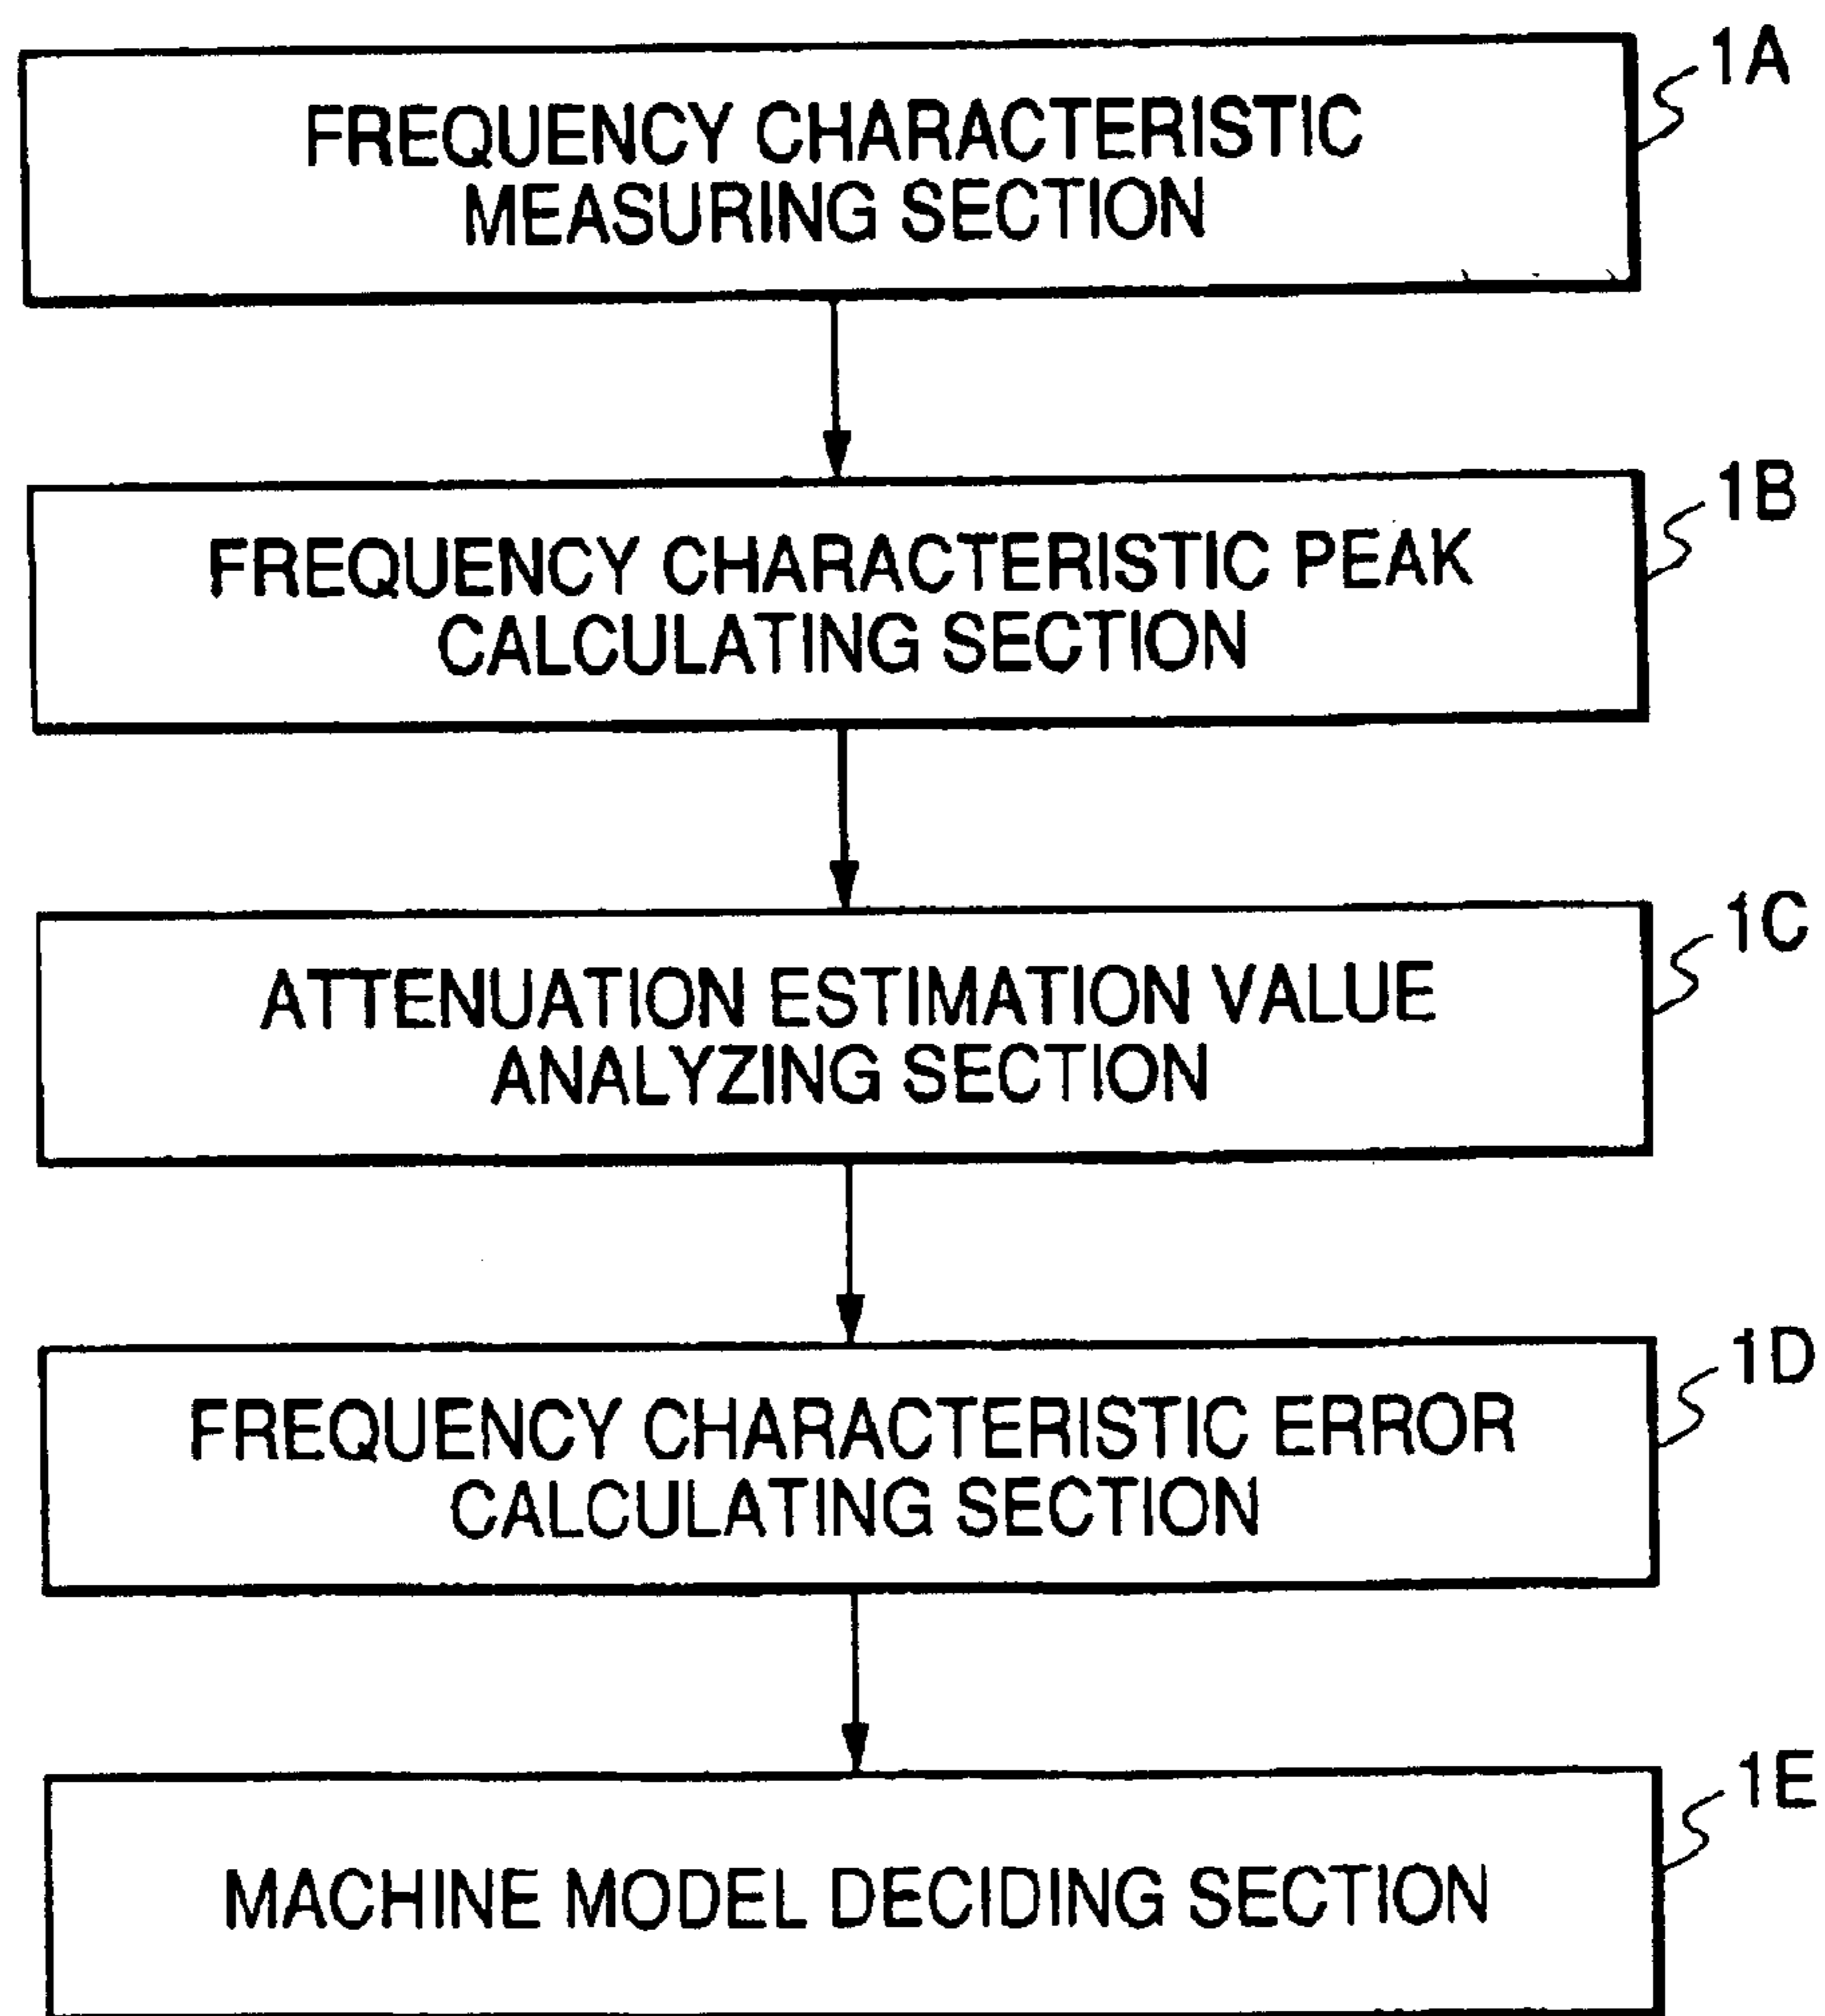 1A
FREQUENCY CHARACTERISTIC
MEASURING SECTION
1B
FREQUENCY CHARACTERISTIC PEAK
CALCULATING SECTION
1C
ATTENUATION ESTIMATION VALUE
ANALYZING SECTION
1D
FREQUENCY CHARACTERISTIC ERROR
CALCULATING SECTION
1E
MACHINE MODEL DECIDING SECTION